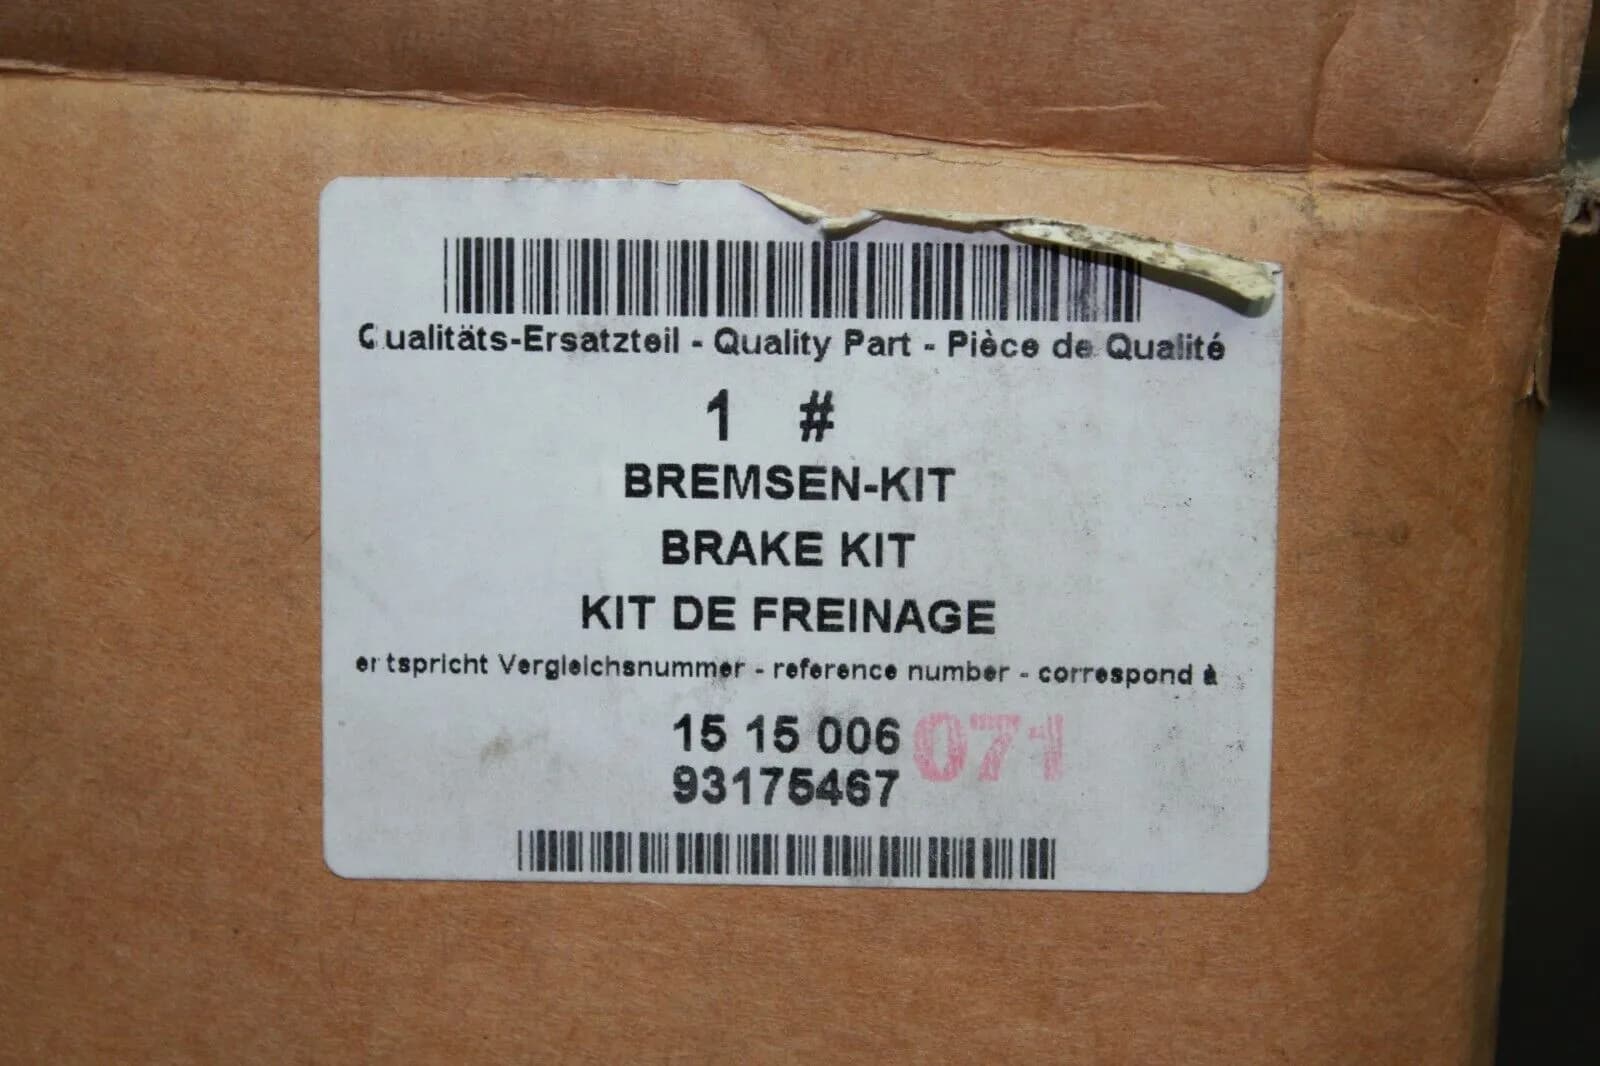 Qualitäts-Ersatzteil - Quality Part - Pièce de Qualité
1 #
BREMSEN-KIT
BRAKE KIT
KIT DE FREINAGE
entspricht Vergleichsnummer - reference number - correspond à
15 15 006 071
93175467